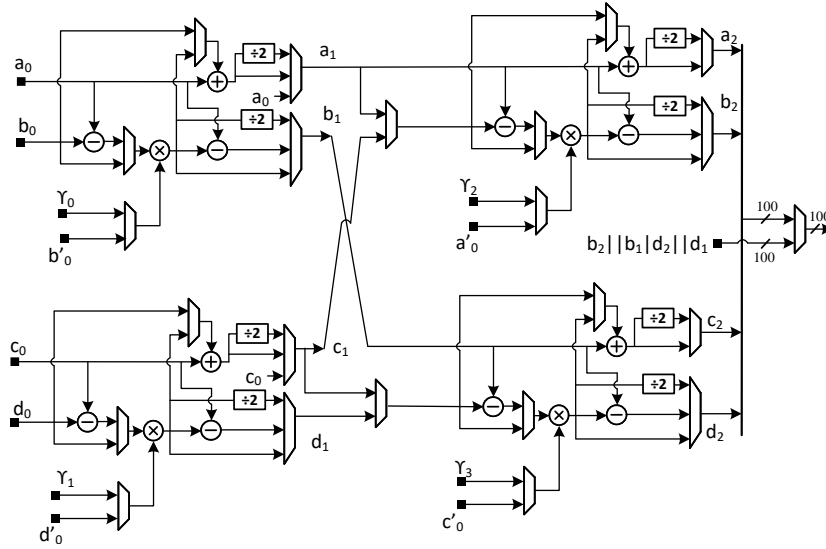 a₀
b₀
÷2
a₀
÷2
a₁
b₁
ϒ₀
b'₀
÷2
÷2
a₂
b₂
ϒ₂
a'₀
b₂||b₁|d₂||d₁
100
100
100
c₀
d₀
÷2
c₀
÷2
c₁
d₁
ϒ₁
d'₀
÷2
÷2
c₂
d₂
ϒ₃
c'₀